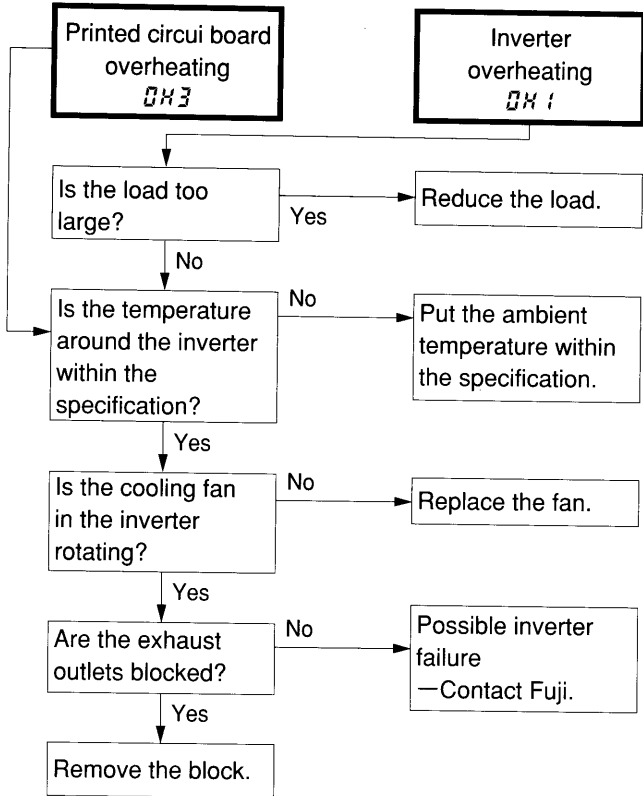 Printed circui board
overheating
0H3
Inverter
overheating
0H1
Is the load too
large?
Yes
Reduce the load.
No
Is the temperature
around the inverter
within the
specification?
No
Put the ambient
temperature within
the specification.
Yes
Is the cooling fan
in the inverter
rotating?
No
Replace the fan.
Yes
Are the exhaust
outlets blocked?
No
Possible inverter
failure
—Contact Fuji.
Yes
Remove the block.